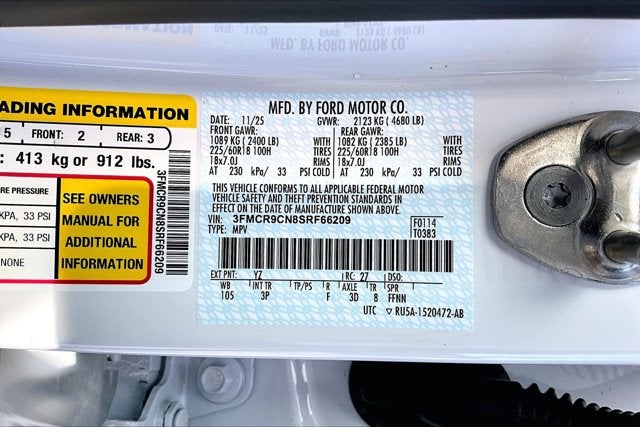 MFD. BY FORD MOTOR CO.
ADING INFORMATION
5 FRONT: 2 REAR: 3
: 413 kg or 912 lbs.
E PRESSURE
KPA, 33 PSI
KPA, 33 PSI
NONE
SEE OWNERS
MANUAL FOR
ADDITIONAL
INFORMATION
3FMCR9CN8SRF66209
MFD. BY FORD MOTOR CO.
DATE: 11/25 GVWR: 2123 KG ( 4680 LB)
FRONT GAWR: REAR GAWR:
1089 KG ( 2400 LB) WITH 1082 KG ( 2385 LB) WITH
225/60R18 100H TIRES 225/60R18 100H TIRES
18x7.0J RIMS 18x7.0J RIMS
AT 230 kPa/ 33 PSI COLD AT 230 kPa/ 33 PSI COLD
THIS VEHICLE CONFORMS TO ALL APPLICABLE FEDERAL MOTOR
VEHICLE SAFETY AND THEFT PREVENTION STANDARDS IN
EFFECT ON THE DATE OF MANUFACTURE SHOWN ABOVE.
VIN: 3FMCR9CN8SRF66209 F0114
TYPE: MPV T0383
EXT PNT: YZ RC: 27 DSO:
WB INT TR TP/PS R AXLE TR SPR
105 3P F 3D 8 FFNN
UTC ▽ RU5A-1520472-AB